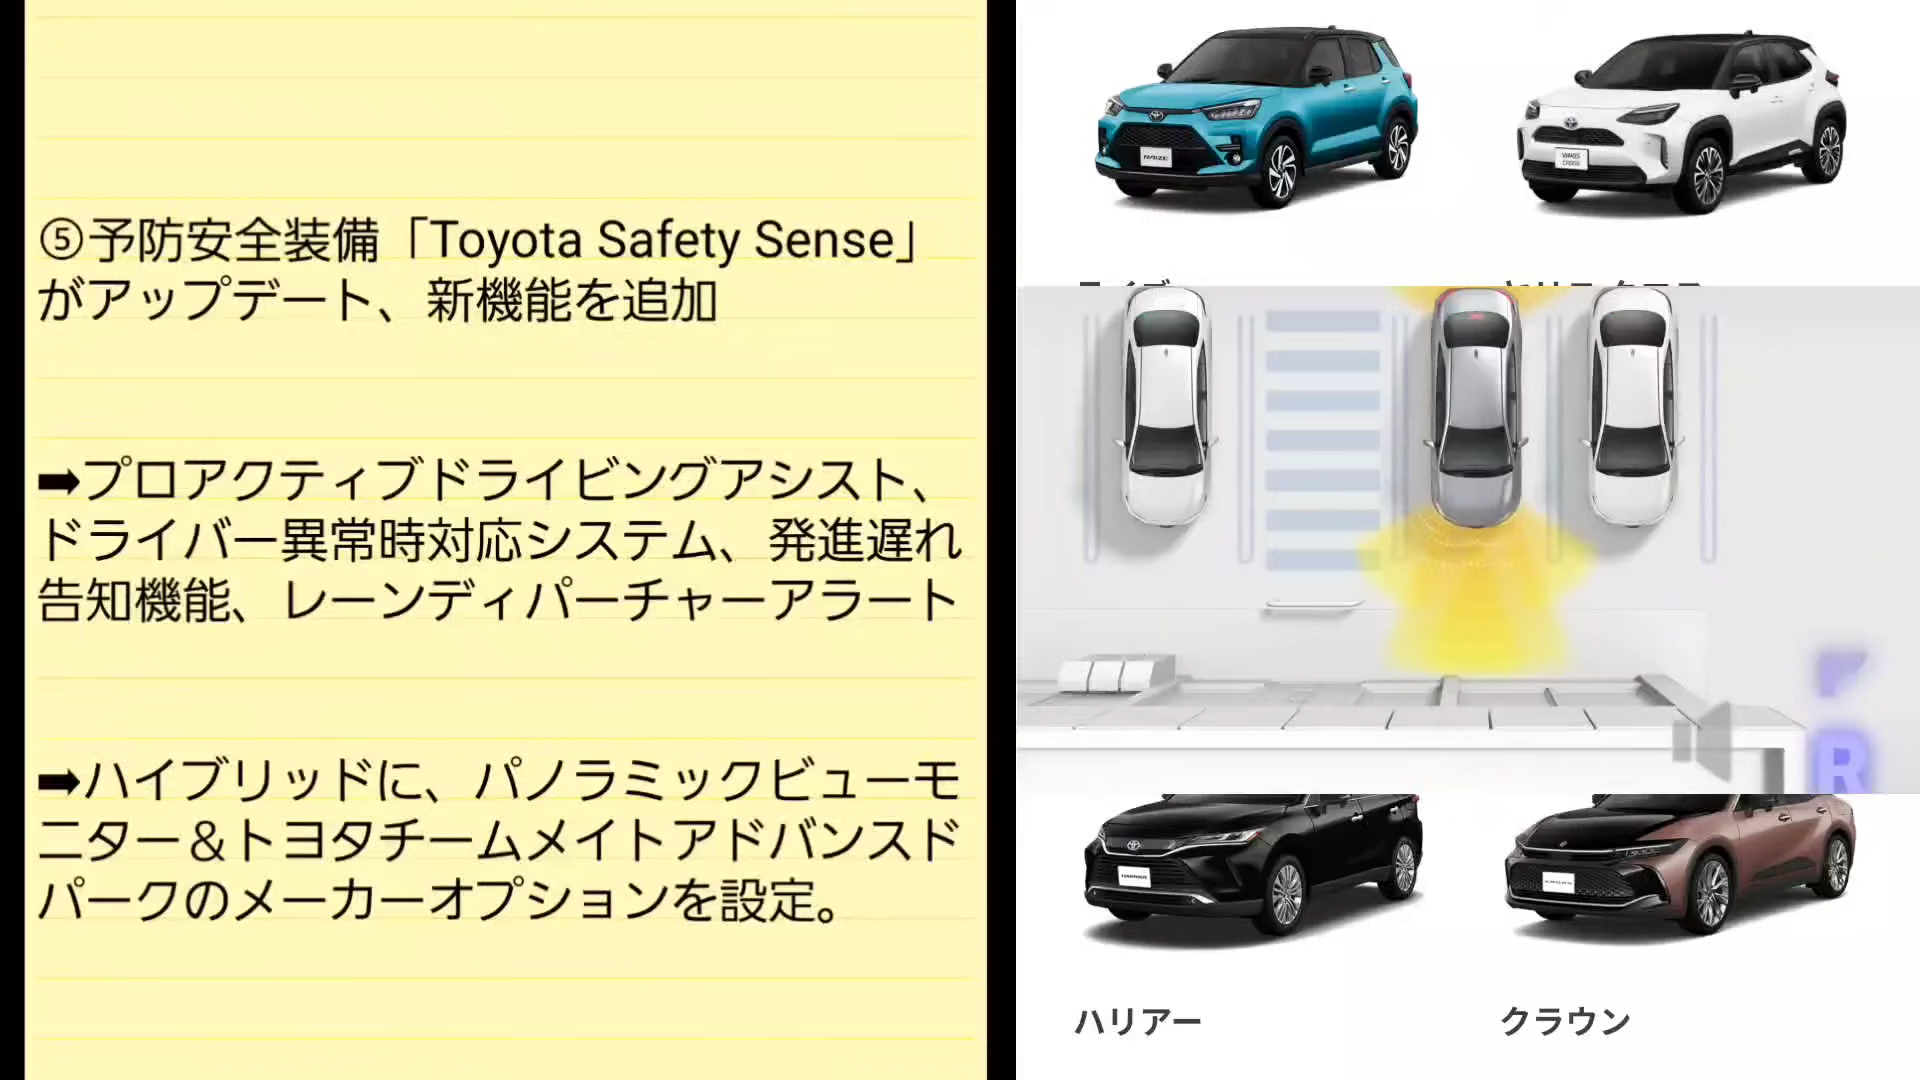 ⑤予防安全装備「Toyota Safety Sense」
がアップデート、新機能を追加
➡プロアクティブドライビングアシスト、
ドライバー異常時対応システム、発進遅れ
告知機能、レーンディパーチャーアラート
➡ハイブリッドに、パノラミックビューモ
ニター＆トヨタチームメイトアドバンスド
パークのメーカーオプションを設定。
RAIZE
YARIS
CROSS
R
HARRIER
CROWN
ハリアー
クラウン